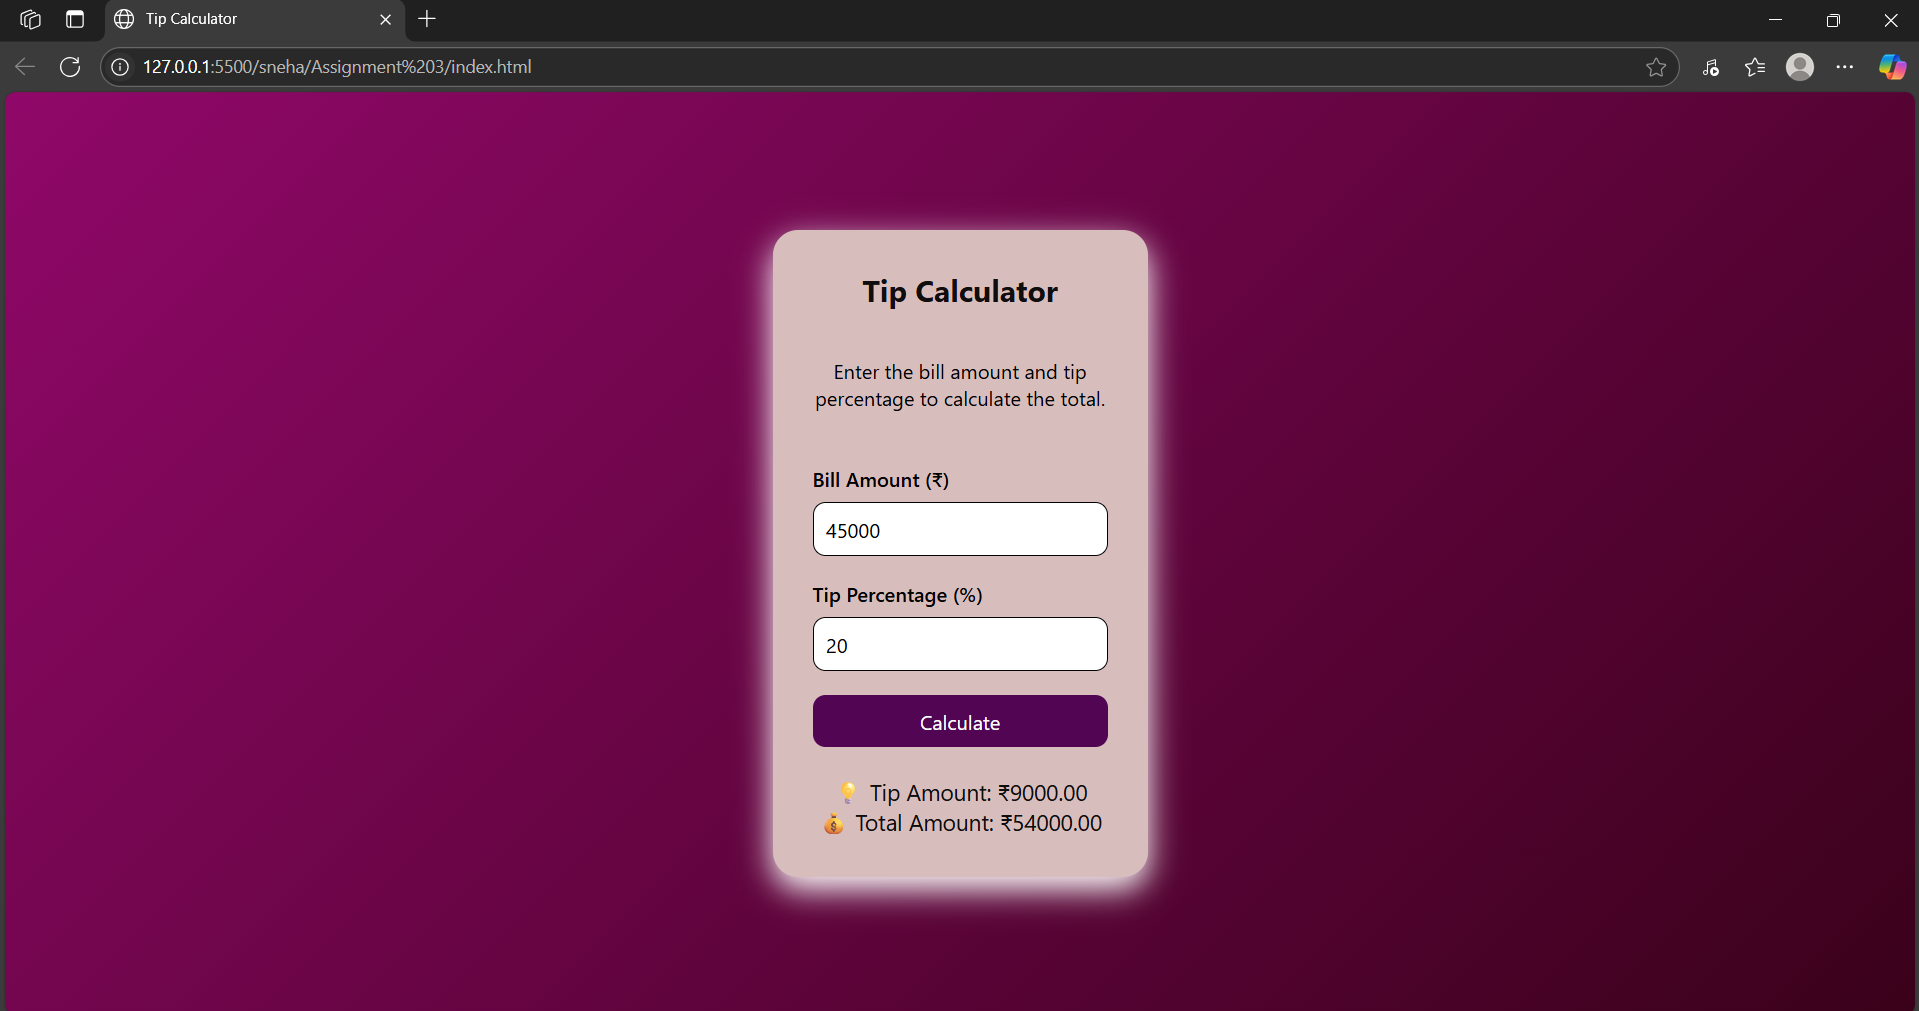 Tip Calculator
127.0.0.1:5500/sneha/Assignment%203/index.html
Tip Calculator
Enter the bill amount and tip
percentage to calculate the total.
Bill Amount (₹)
45000
Tip Percentage (%)
20
Calculate
💡 Tip Amount: ₹9000.00
💰 Total Amount: ₹54000.00